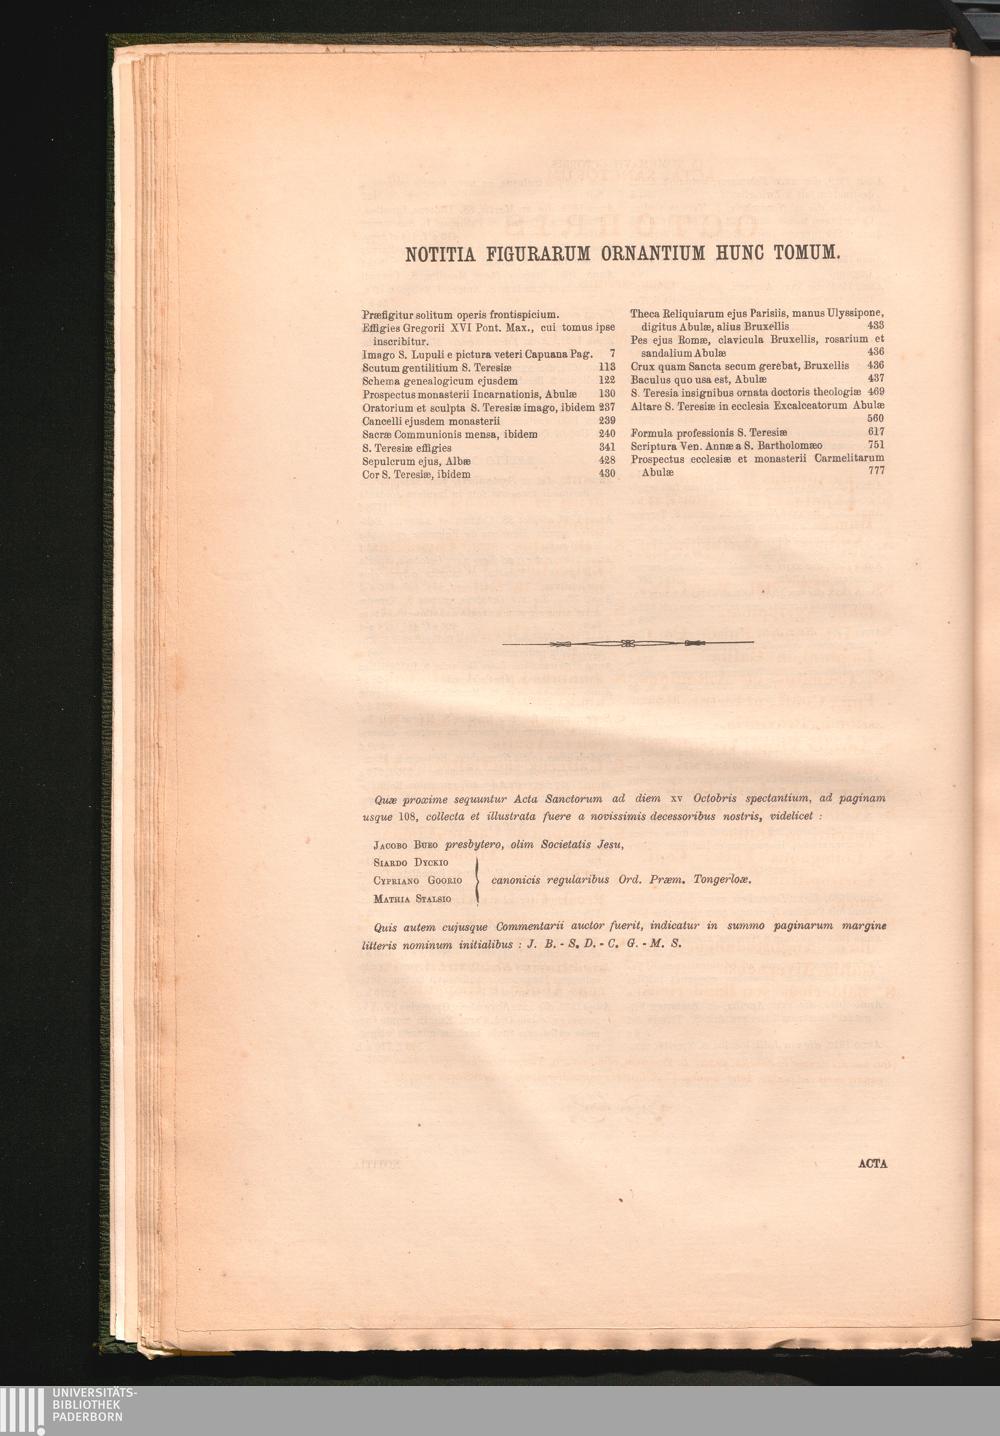 NOTITIA FIGURARUM ORNANTIUM HUNC TOMUM.
Præfigitur solitum operis frontispicium.
Effigies Gregorii XVI Pont. Max., cui tomus ipse
inscribitur.
Imago S. Lupuli e pictura veteri Capuana Pag. 7
Scutum gentilitium S. Teresiæ 113
Schema genealogicum ejusdem 122
Prospectus monasterii Incarnationis, Abulæ 130
Oratorium et sculpta S. Teresiæ imago, ibidem 237
Cancelli ejusdem monasterii 239
Sacræ Communionis mensa, ibidem 240
S. Teresiæ effigies 341
Sepulcrum ejus, Albæ 428
Cor S. Teresiæ, ibidem 430
Theca Reliquiarum ejus Parisiis, manus Ulyssipone,
digitus Abulæ, alius Bruxellis 433
Pes ejus Romæ, clavicula Bruxellis, rosarium et
sandalium Abulæ 436
Crux quam Sancta secum gerebat, Bruxellis 436
Baculus quo usa est, Abulæ 437
S. Teresia insignibus ornata doctoris theologiæ 469
Altare S. Teresiæ in ecclesia Excalceatorum Abulæ
560
Formula professionis S. Teresiæ 617
Scriptura Ven. Annæ a S. Bartholomæo 751
Prospectus ecclesiæ et monasterii Carmelitarum
Abulæ 777
Quæ proxime sequuntur Acta Sanctorum ad diem XV Octobris spectantium, ad paginam
usque 108, collecta et illustrata fuere a novissimis decessoribus nostris, videlicet :
JACOBO BUEO presbytero, olim Societatis Jesu,
SIARDO DYCKIO
CYPRIANO GOORIO } canonicis regularibus Ord. Præm. Tongerloæ.
MATHIA STALSIO
Quis autem cujusque Commentarii auctor fuerit, indicatur in summo paginarum margine
litteris nominum initialibus : J. B. - S. D. - C. G. - M. S.
ACTA
UNIVERSITÄTS-
BIBLIOTHEK
PADERBORN